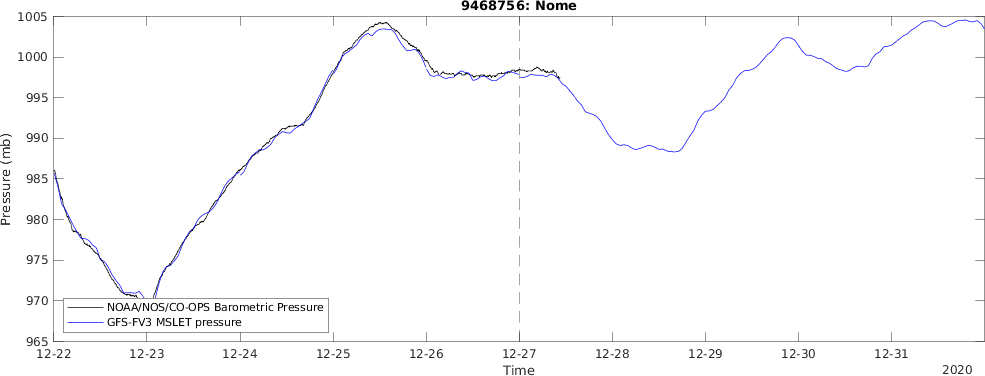 9468756: Nome
1005
1000
995
990
985
980
975
970
965
Pressure (mb)
NOAA/NOS/CO-OPS Barometric Pressure
GFS-FV3 MSLET pressure
12-22 12-23 12-24 12-25 12-26 12-27 12-28 12-29 12-30 12-31
Time
2020